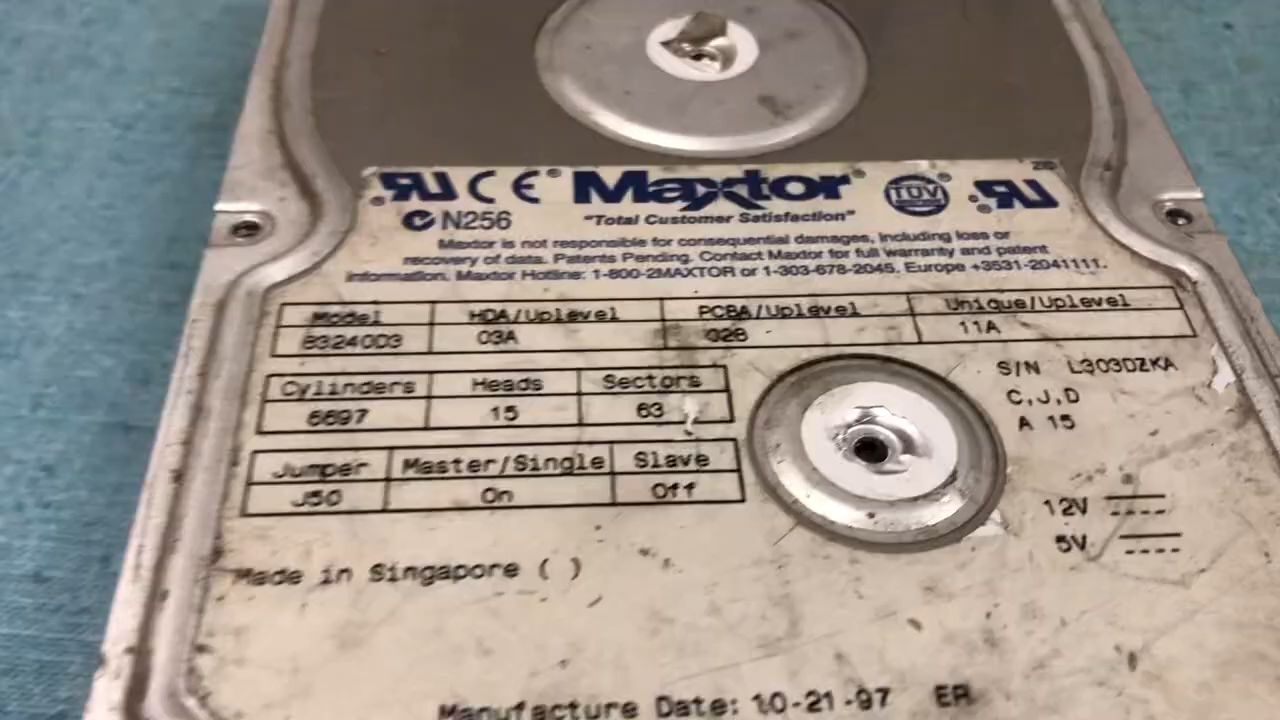 CE Maxtor TÜV
N256 "Total Customer Satisfaction"
Maxtor is not responsible for consequential damages, including loss or
recovery of data. Patents Pending. Contact Maxtor for full warranty and patent
information. Maxtor Hotline: 1-800-2MAXTOR or 1-303-678-2045. Europe +3531-2041111.
Model HDA/Uplevel PCBA/Uplevel Unique/Uplevel
83240D3 03A 02B 11A
Cylinders Heads Sectors
6697 15 63
S/N L303DZKA
C,J,D
A 15
Jumper Master/Single Slave
J50 On Off
12V
5V
Made in Singapore ( )
Manufacture Date: 10-21-97 ER